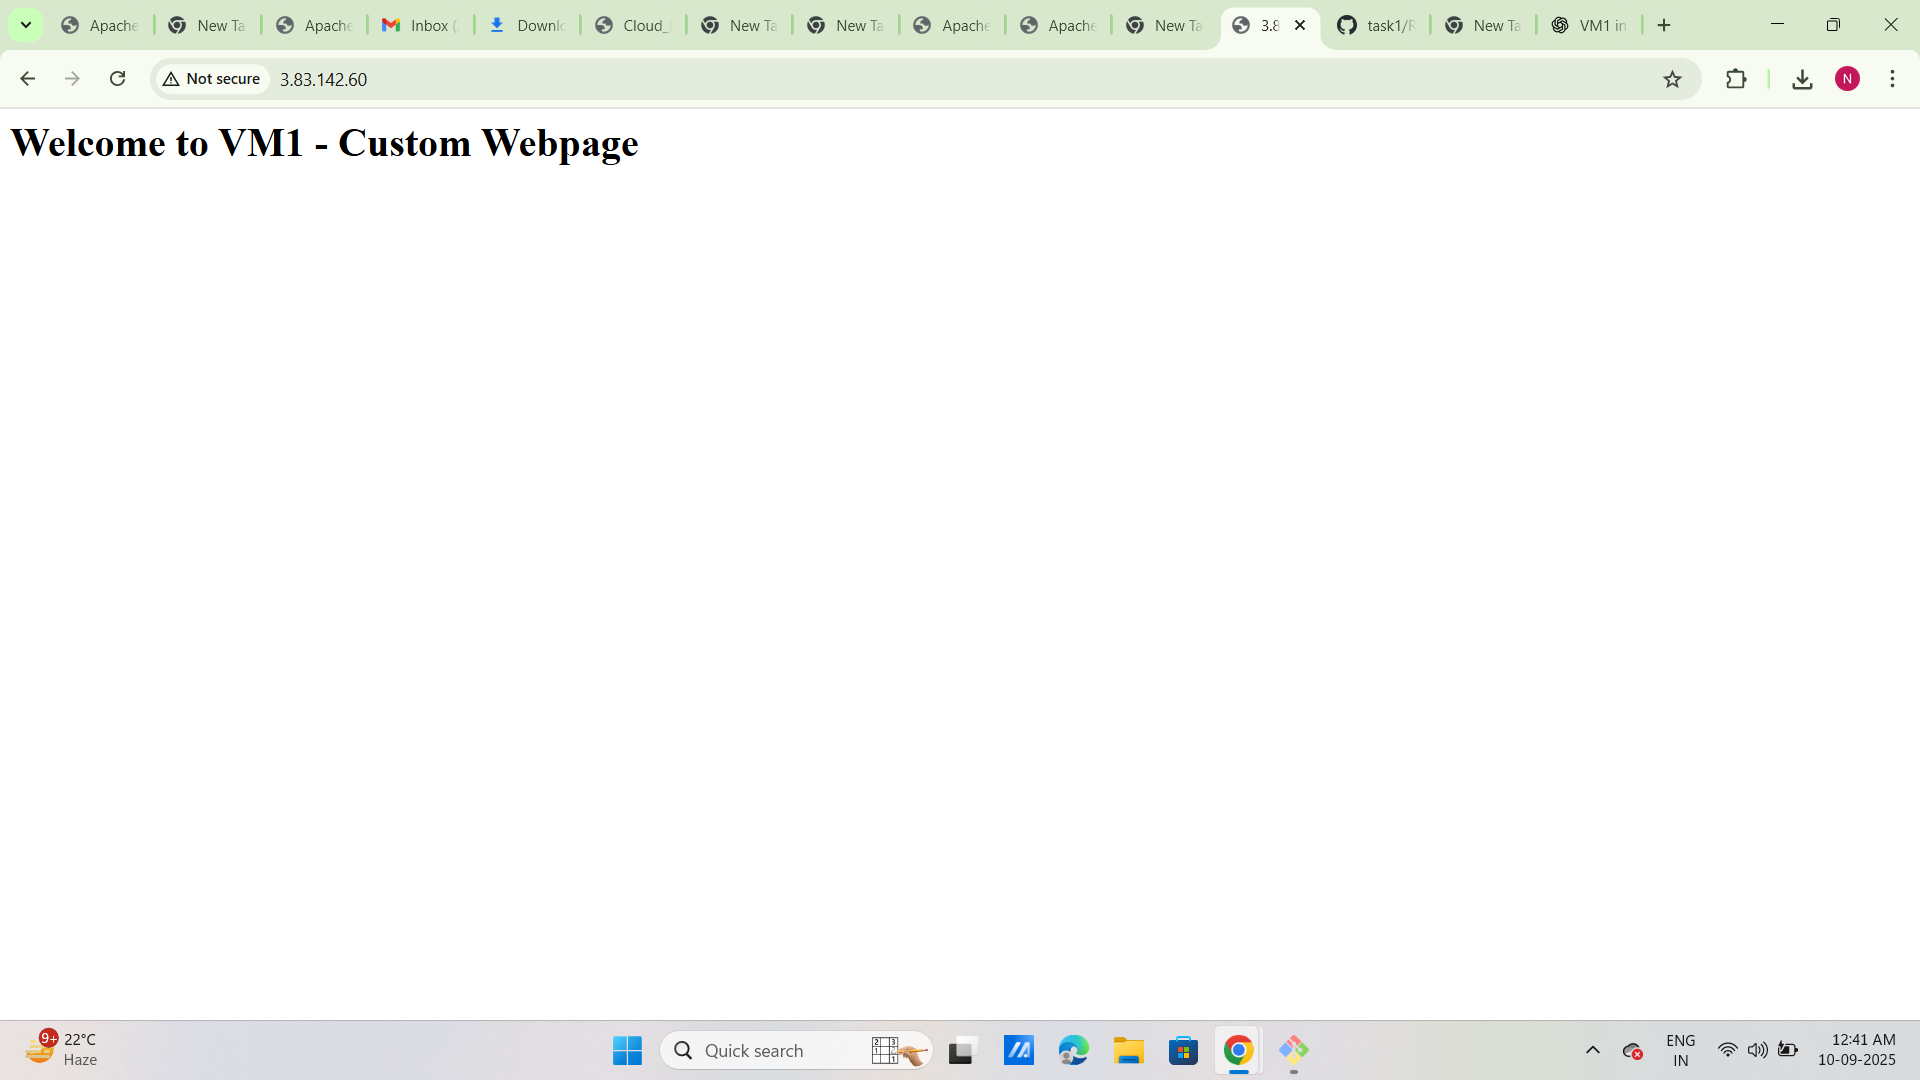 Apache
New Ta
Apache
Inbox (
Downlo
Cloud_
New Ta
New Ta
Apache
Apache
New Ta
3.8
task1/R
New Ta
VM1 in
Not secure
3.83.142.60
N
Welcome to VM1 - Custom Webpage
9+
22°C
Haze
Quick search
ENG
IN
12:41 AM
10-09-2025